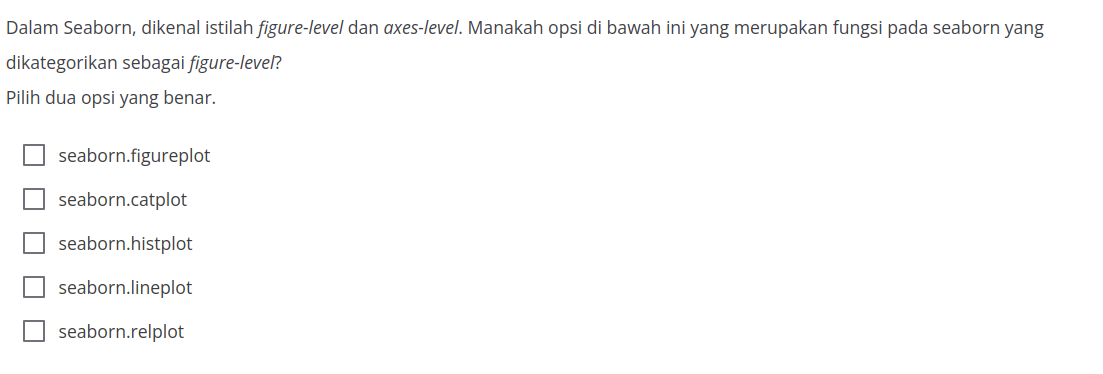 Dalam Seaborn, dikenal istilah figure-level dan axes-level. Manakah opsi di bawah ini yang merupakan fungsi pada seaborn yang
dikategorikan sebagai figure-level?
Pilih dua opsi yang benar.
seaborn.figureplot
seaborn.catplot
seaborn.histplot
seaborn.lineplot
seaborn.relplot